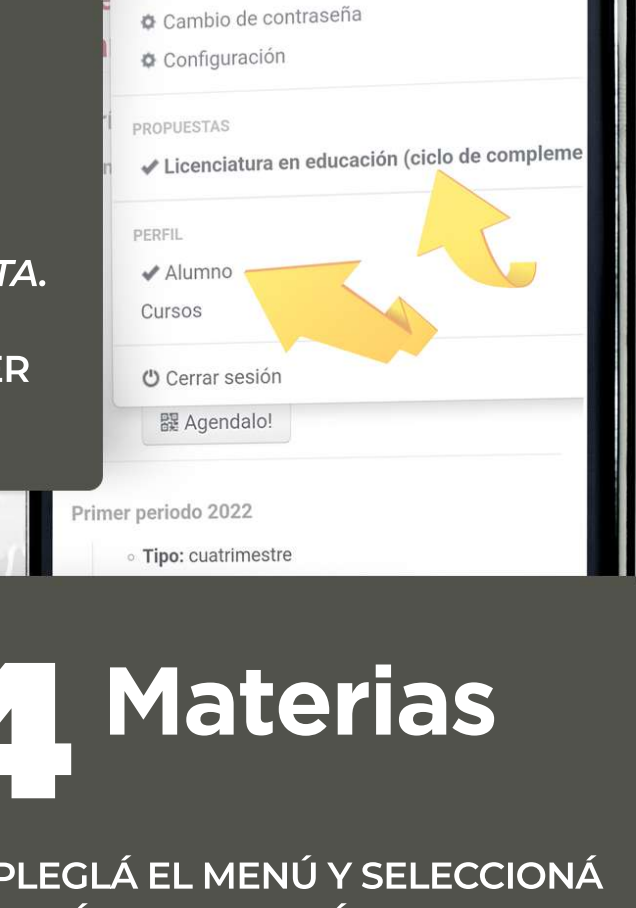 Cambio de contraseña
Configuración
PROPUESTAS
Licenciatura en educación (ciclo de compleme
PERFIL
Alumno
Cursos
Cerrar sesión
Agendalo!
Primer periodo 2022
Tipo: cuatrimestre
TA.
ER
4 Materias
PLEGLÁ EL MENÚ Y SELECCIONÁ